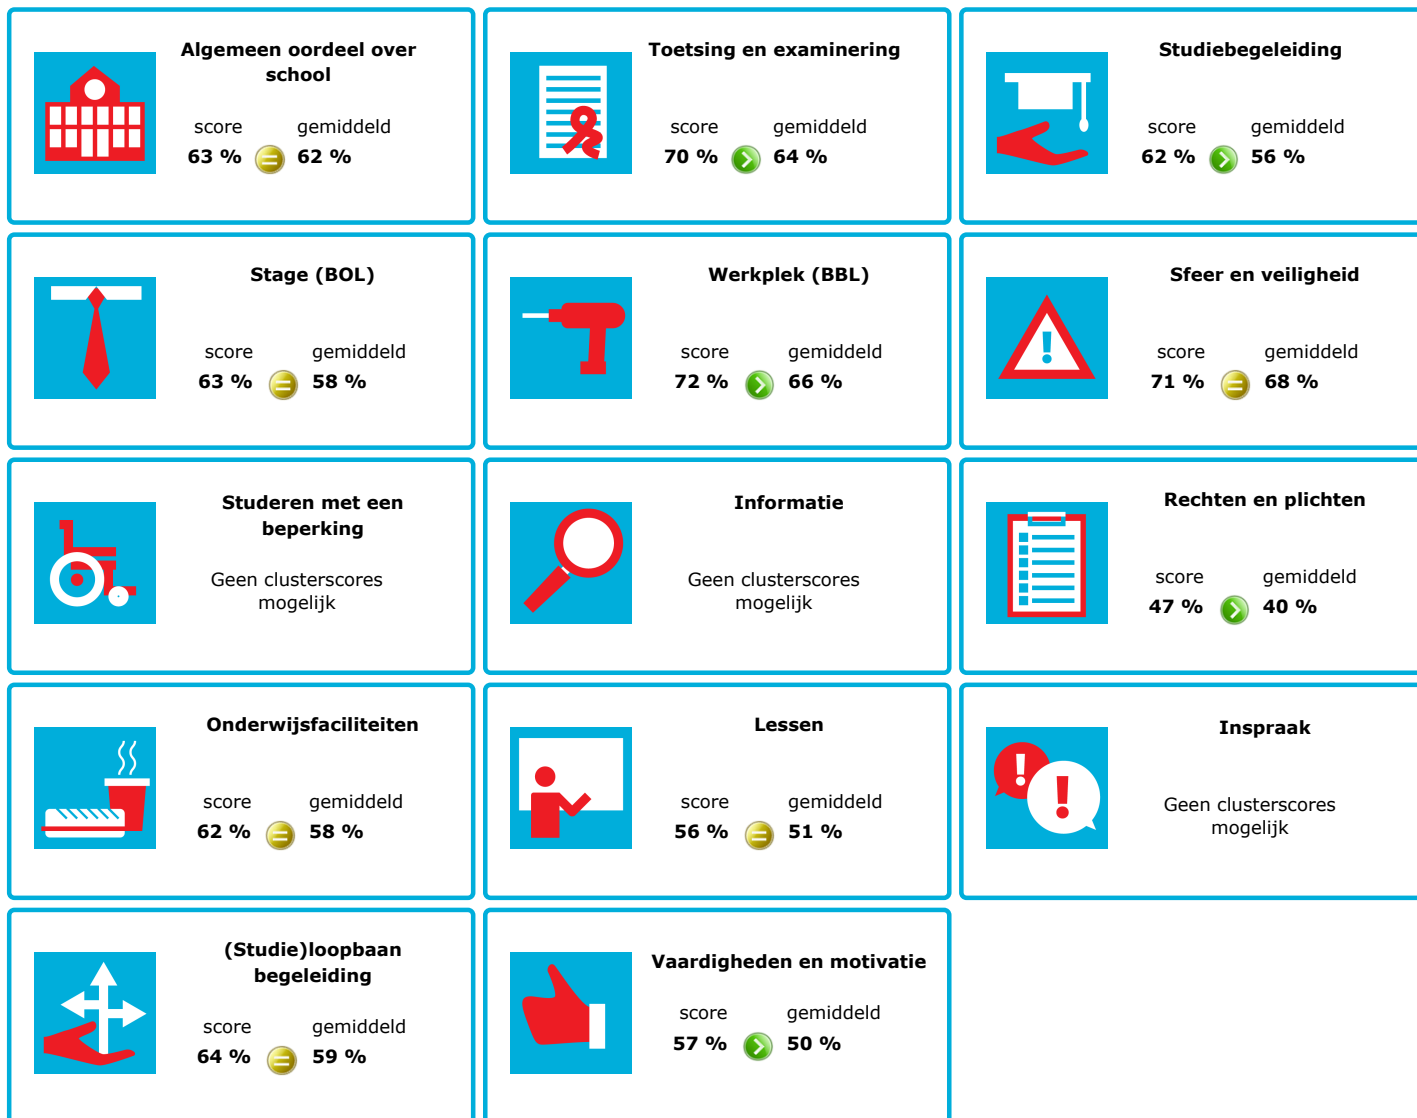 Algemeen oordeel over
school
score gemiddeld
63 % = 62 %
Toetsing en examinering
score gemiddeld
70 % > 64 %
Studiebegeleiding
score gemiddeld
62 % > 56 %
Stage (BOL)
score gemiddeld
63 % = 58 %
Werkplek (BBL)
score gemiddeld
72 % > 66 %
Sfeer en veiligheid
score gemiddeld
71 % = 68 %
Studeren met een
beperking
Geen clusterscores
mogelijk
Informatie
Geen clusterscores
mogelijk
Rechten en plichten
score gemiddeld
47 % > 40 %
Onderwijsfaciliteiten
score gemiddeld
62 % = 58 %
Lessen
score gemiddeld
56 % = 51 %
Inspraak
Geen clusterscores
mogelijk
(Studie)loopbaan
begeleiding
score gemiddeld
64 % = 59 %
Vaardigheden en motivatie
score gemiddeld
57 % > 50 %